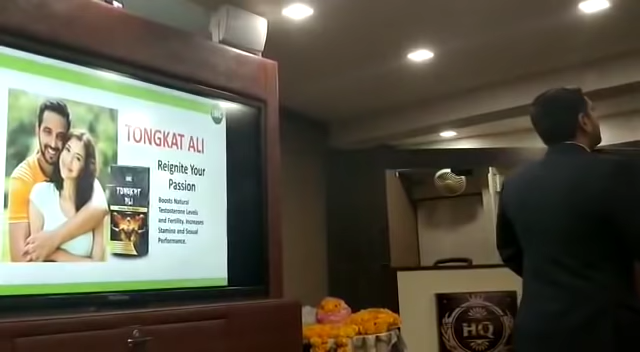 TONGKAT ALI
Reignite Your
Passion
Boosts Natural
Testosterone Levels
and Fertility. Increases
Stamina and Sexual
Performance.
TONGKAT
ALI
HQ